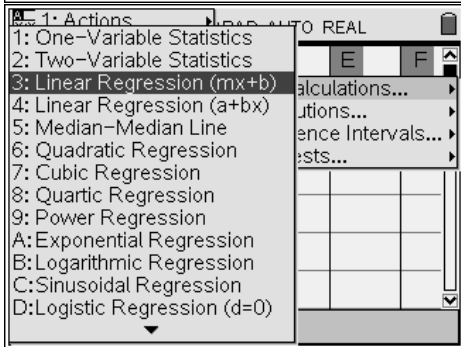 1: Actions
RAD AUTO REAL
1: One-Variable Statistics
2: Two-Variable Statistics
E F
3: Linear Regression (mx+b)
4: Linear Regression (a+bx)
5: Median-Median Line
6: Quadratic Regression
7: Cubic Regression
8: Quartic Regression
9: Power Regression
A:Exponential Regression
B:Logarithmic Regression
C:Sinusoidal Regression
D:Logistic Regression (d=0)
alculations...
utions...
ence Intervals...
ests...